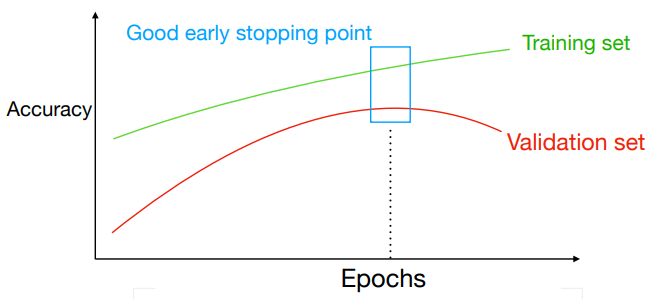 Good early stopping point
Training set
Accuracy
Validation set
Epochs